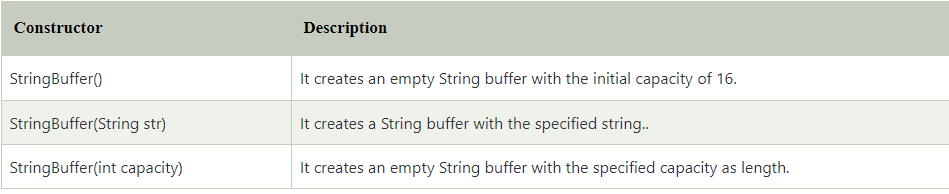 Constructor Description
StringBuffer() It creates an empty String buffer with the initial capacity of 16.
StringBuffer(String str) It creates a String buffer with the specified string..
StringBuffer(int capacity) It creates an empty String buffer with the specified capacity as length.